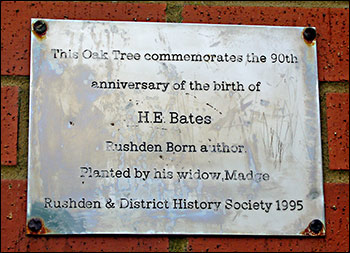 This Oak Tree commemorates the 90th
anniversary of the birth of
H.E. Bates
Rushden Born author.
Planted by his widow, Madge
Rushden & District History Society 1995